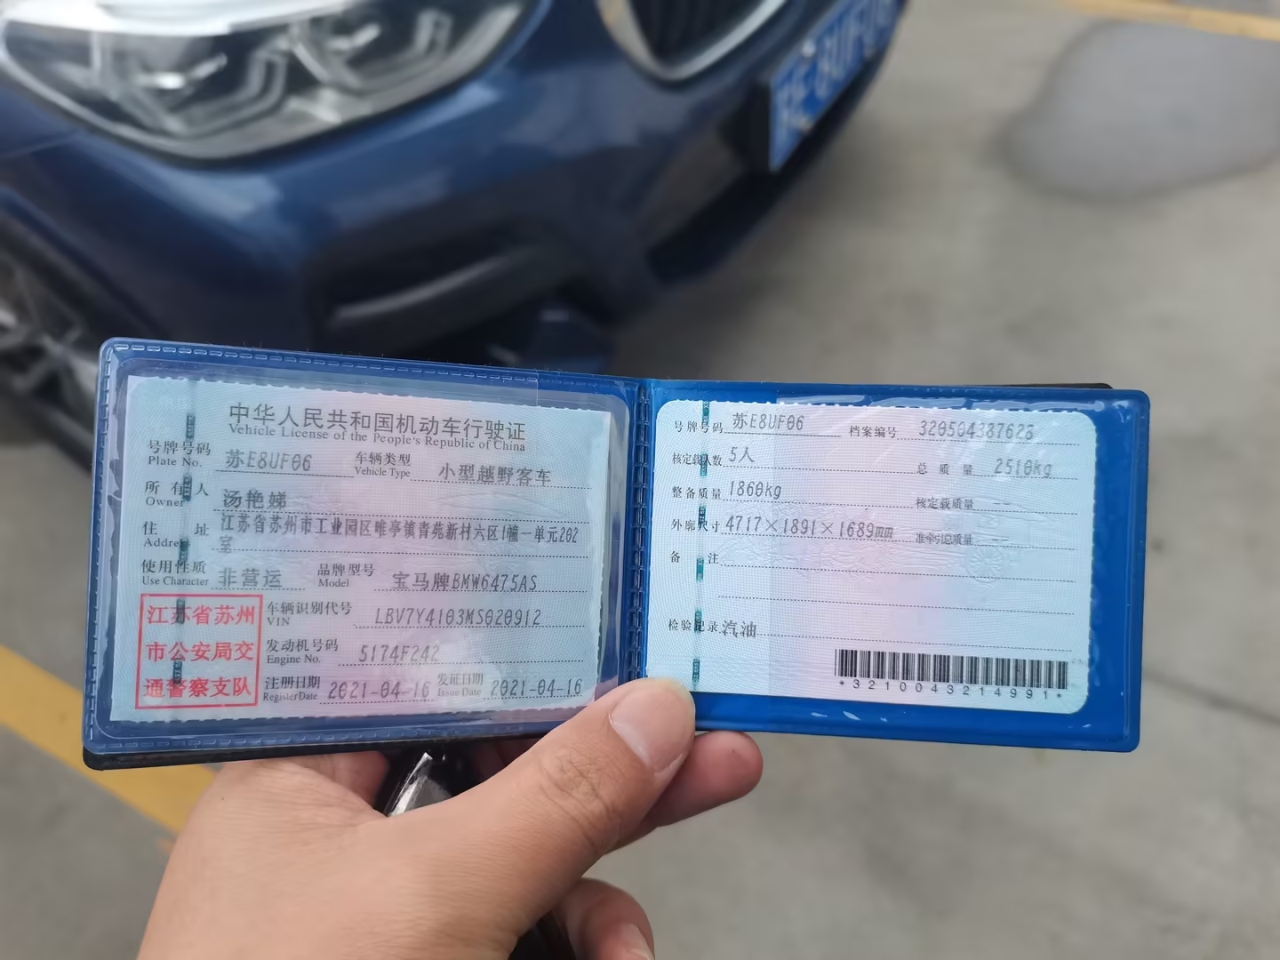 苏E·8UF06
中华人民共和国机动车行驶证
Vehicle License of the People's Republic of China
号牌号码 苏E8UF06 车辆类型 小型越野客车
Plate No. Vehicle Type
所有人 汤艳娣
Owner
住址 江苏省苏州市工业园区唯亭镇青苑新村六区1幢一单元202
Address 室
使用性质 非营运 品牌型号 宝马牌BMW6475AS
Use Character Model
江苏省苏州
市公安局交
通警察支队
车辆识别代号 LBV7Y4103MS020912
VIN
发动机号码 5174F242
Engine No.
注册日期 2021-04-16 发证日期 2021-04-16
Register Date Issue Date
号牌号码 苏E8UF06 档案编号 320504387623
核定载人数 5人 总质量 2510kg
整备质量 1860kg 核定载质量 --
外廓尺寸 4717×1891×1689mm 准牵引总质量 --
备注
检验记录 汽油
*3210043214991*